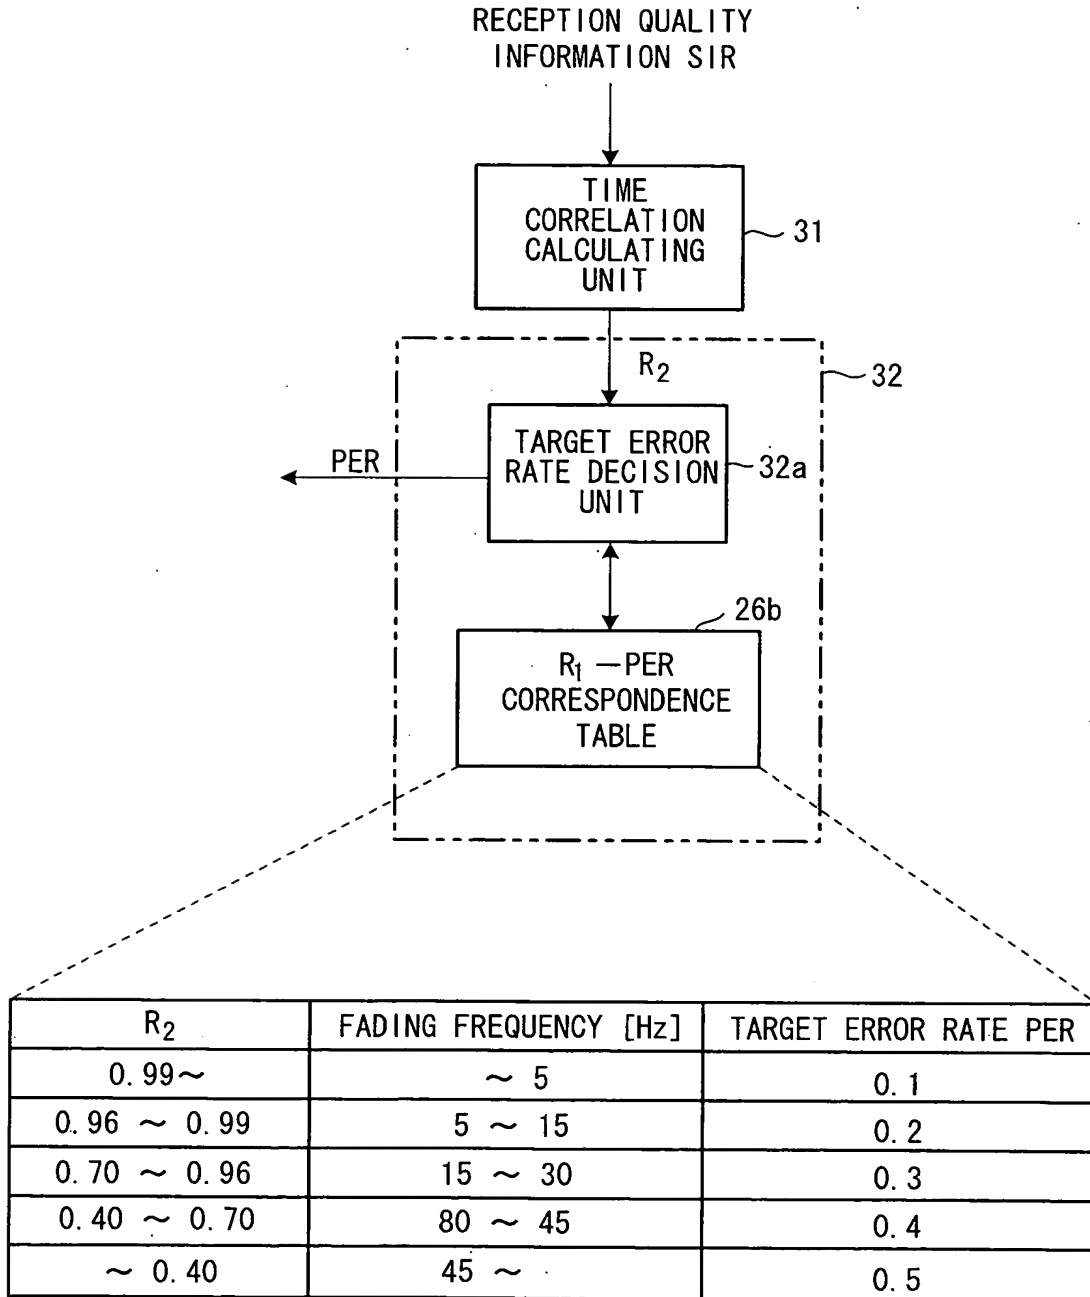 RECEPTION QUALITY
INFORMATION SIR
TIME
CORRELATION
CALCULATING
UNIT
31
R₂
32
TARGET ERROR
RATE DECISION
UNIT
32a
PER
26b
R₁ —PER
CORRESPONDENCE
TABLE
R₂ FADING FREQUENCY [Hz] TARGET ERROR RATE PER
0.99~ ~ 5 0.1
0.96 ~ 0.99 5 ~ 15 0.2
0.70 ~ 0.96 15 ~ 30 0.3
0.40 ~ 0.70 80 ~ 45 0.4
~ 0.40 45 ~ 0.5